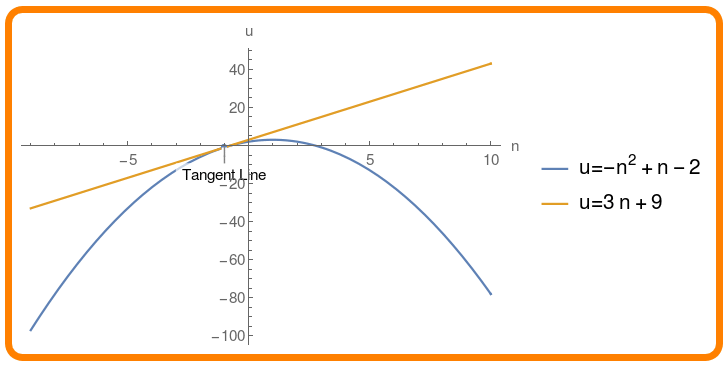 u
40
20
n
−5
5
10
Tangent Line
−20
−40
−60
−80
−100
u=−n² + n − 2
u=3 n + 9